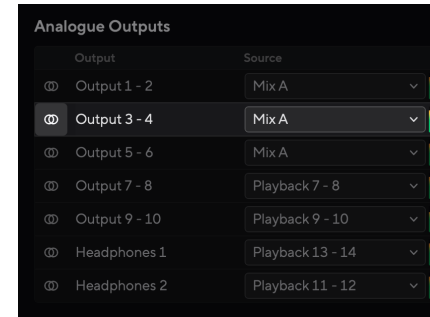 Analogue Outputs
Output Source
Output 1 - 2 Mix A
Output 3 - 4 Mix A
Output 5 - 6 Mix A
Output 7 - 8 Playback 7 - 8
Output 9 - 10 Playback 9 - 10
Headphones 1 Playback 13 - 14
Headphones 2 Playback 11 - 12